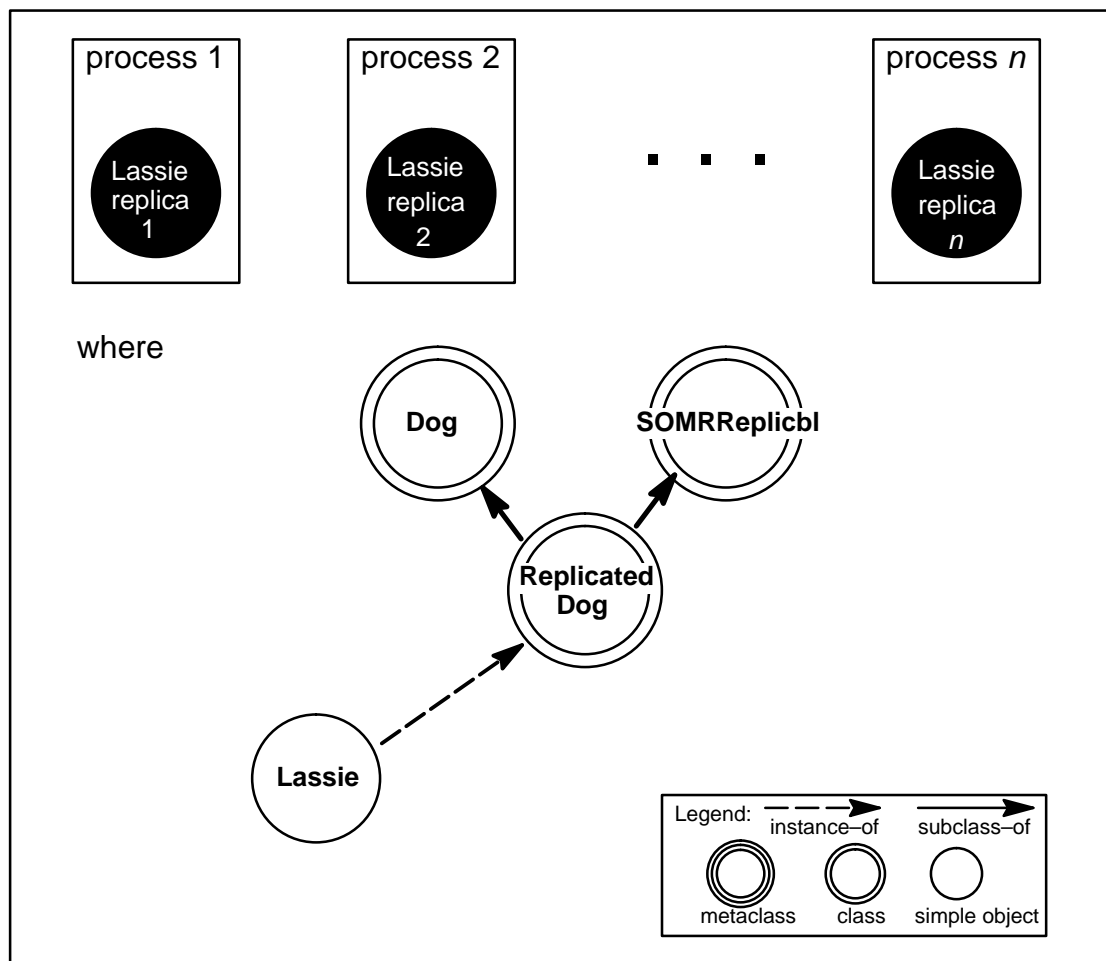 process 1
process 2
process n
Lassie
replica
1
Lassie
replica
2
. . .
Lassie
replica
n
where
Dog
SOMRReplicbl
Replicated
Dog
Lassie
Legend:
instance–of
subclass–of
metaclass
class
simple object